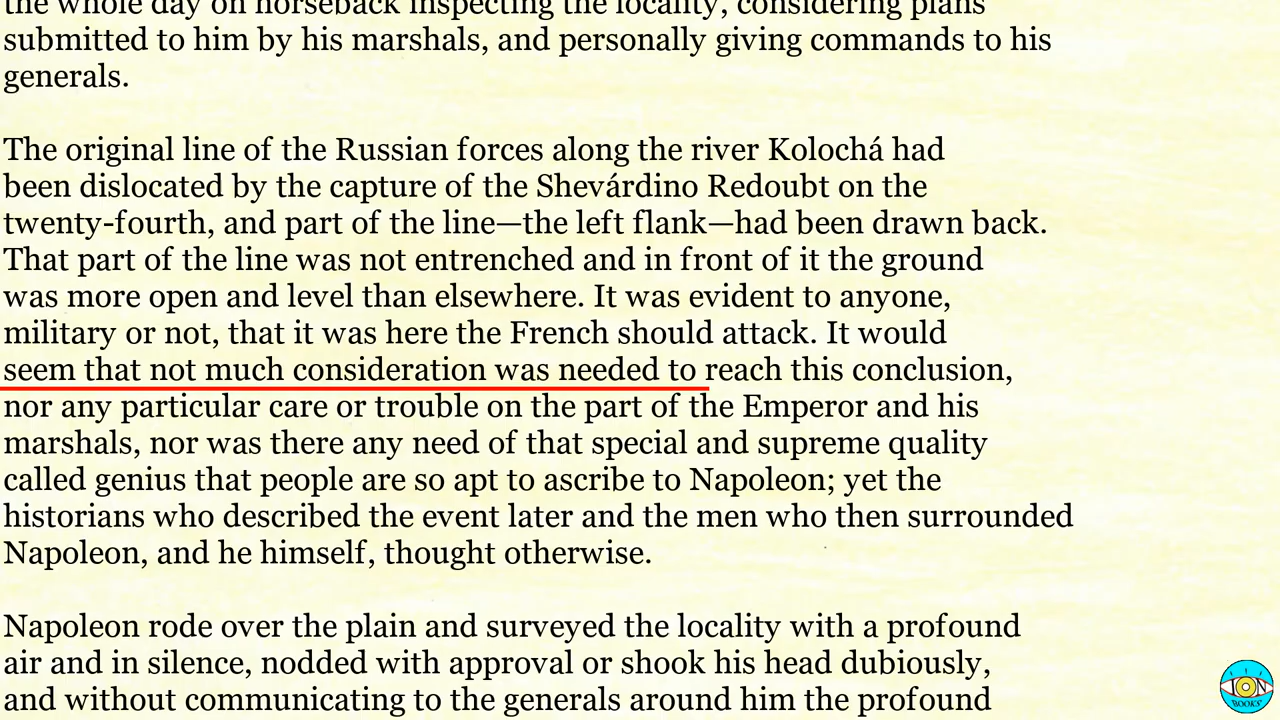 the whole day on horseback inspecting the locality, considering plans
submitted to him by his marshals, and personally giving commands to his
generals.
The original line of the Russian forces along the river Kolochá had
been dislocated by the capture of the Shevárdino Redoubt on the
twenty-fourth, and part of the line—the left flank—had been drawn back.
That part of the line was not entrenched and in front of it the ground
was more open and level than elsewhere. It was evident to anyone,
military or not, that it was here the French should attack. It would
seem that not much consideration was needed to reach this conclusion,
nor any particular care or trouble on the part of the Emperor and his
marshals, nor was there any need of that special and supreme quality
called genius that people are so apt to ascribe to Napoleon; yet the
historians who described the event later and the men who then surrounded
Napoleon, and he himself, thought otherwise.
Napoleon rode over the plain and surveyed the locality with a profound
air and in silence, nodded with approval or shook his head dubiously,
and without communicating to the generals around him the profound
ION
BOOKS